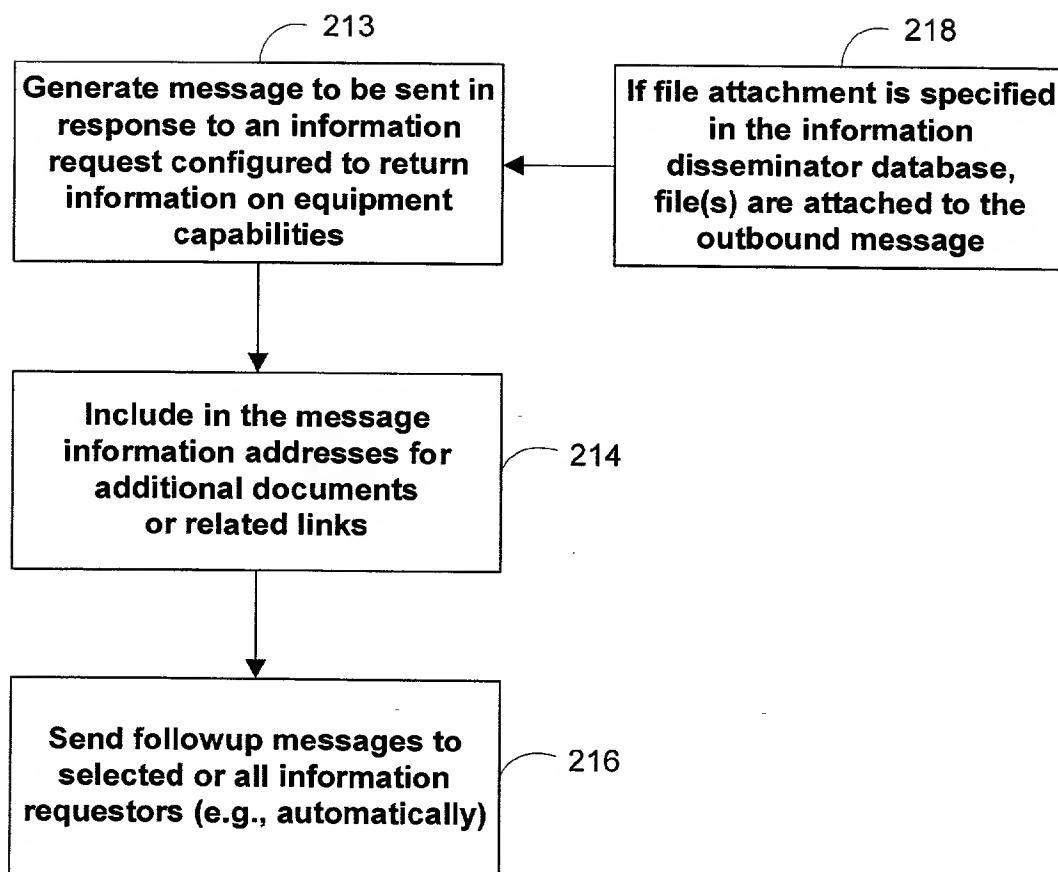 213
Generate message to be sent in
response to an information
request configured to return
information on equipment
capabilities
218
If file attachment is specified
in the information
disseminator database,
file(s) are attached to the
outbound message
Include in the message
information addresses for
additional documents
or related links
214
Send followup messages to
selected or all information
requestors (e.g., automatically)
216